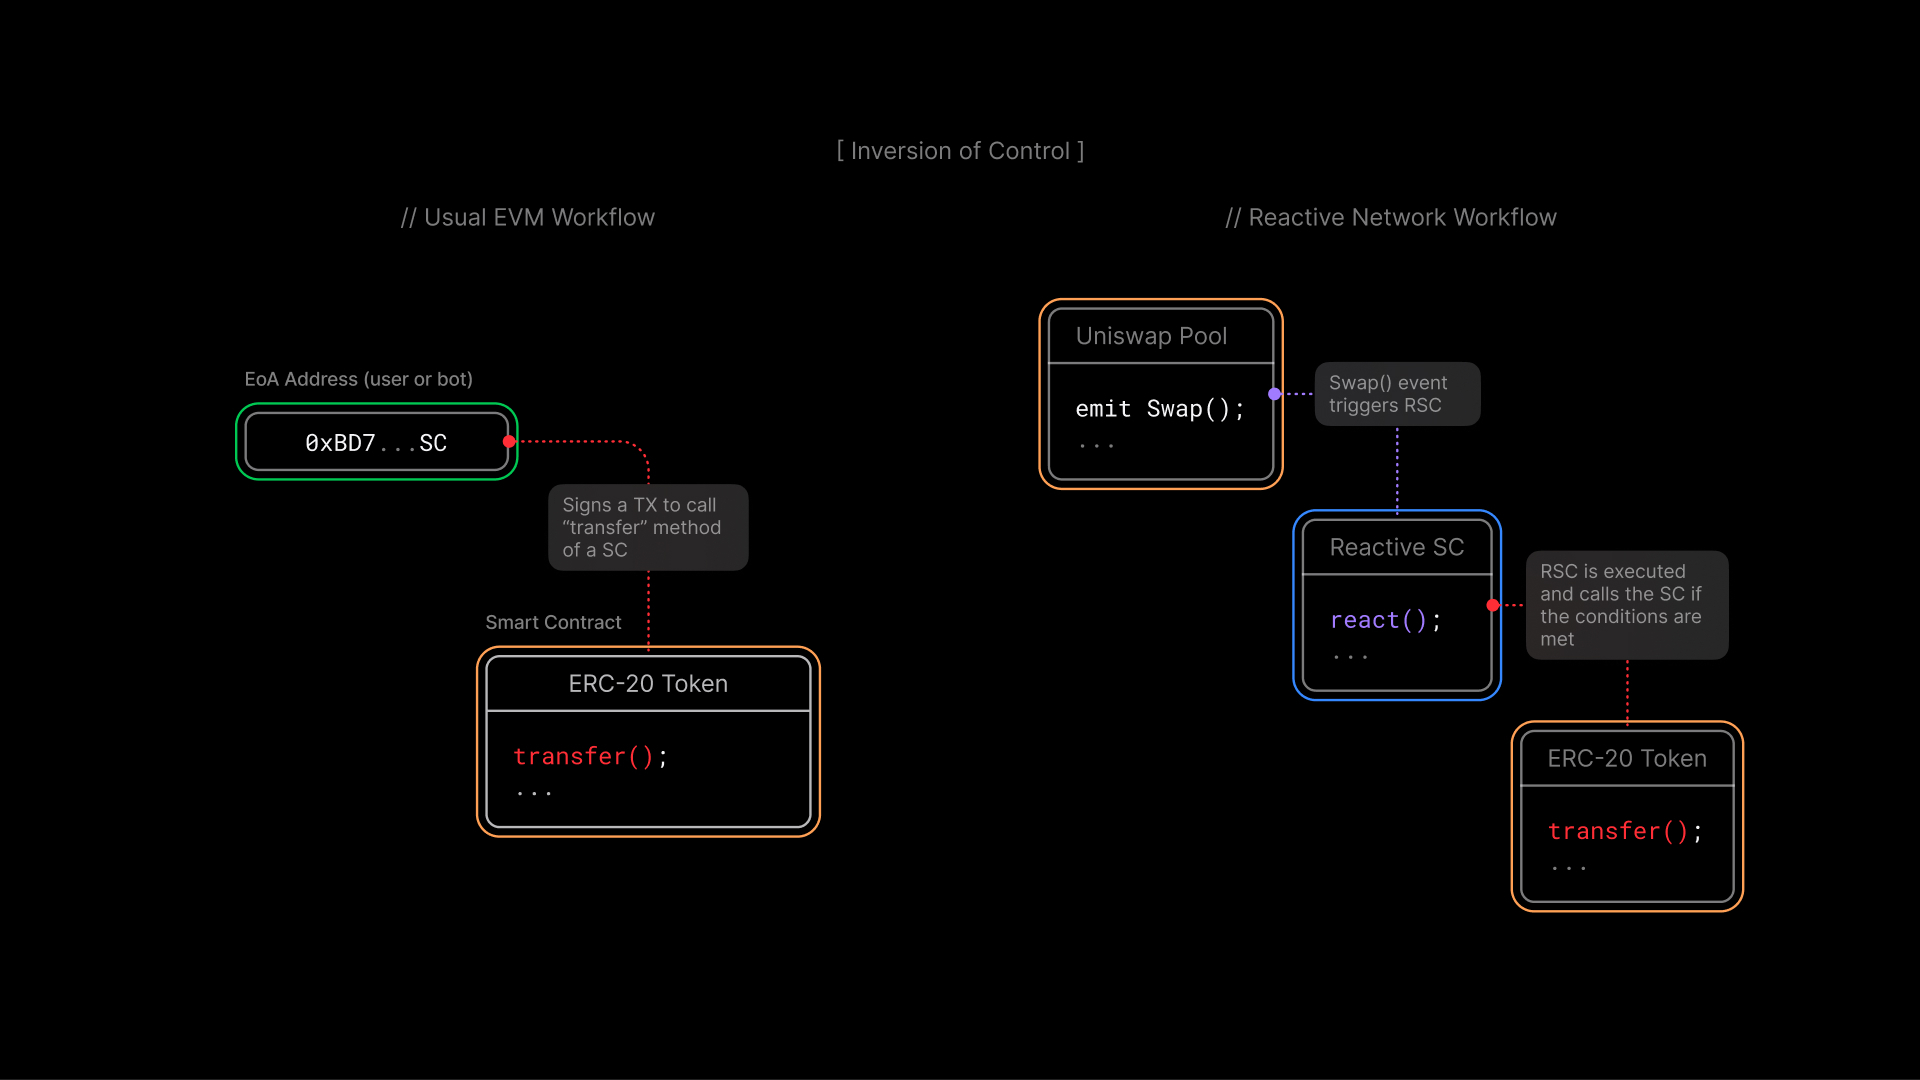 [ Inversion of Control ]
// Usual EVM Workflow
EoA Address (user or bot)
0xBD7...SC
Signs a TX to call
“transfer” method
of a SC
Smart Contract
ERC-20 Token
transfer();
...
// Reactive Network Workflow
Uniswap Pool
emit Swap();
...
Swap() event
triggers RSC
Reactive SC
react();
...
RSC is executed
and calls the SC if
the conditions are
met
ERC-20 Token
transfer();
...